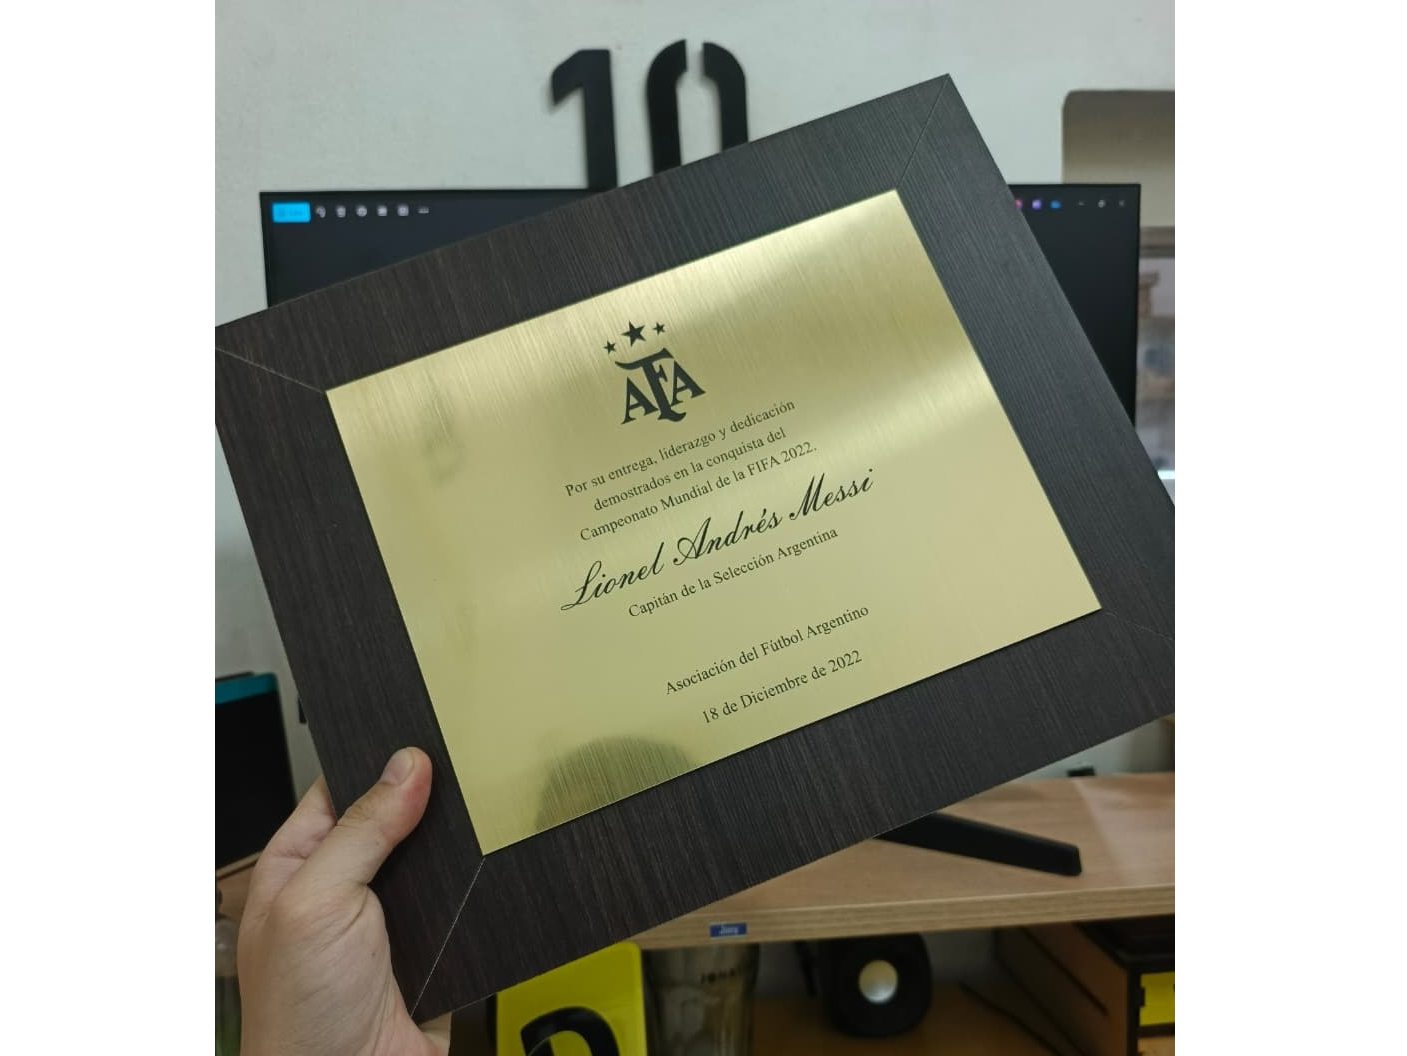 10
AFA
Por su entrega, liderazgo y dedicación
demostrados en la conquista del
Campeonato Mundial de la FIFA 2022.
Lionel Andrés Messi
Capitán de la Selección Argentina
Asociación del Fútbol Argentino
18 de Diciembre de 2022